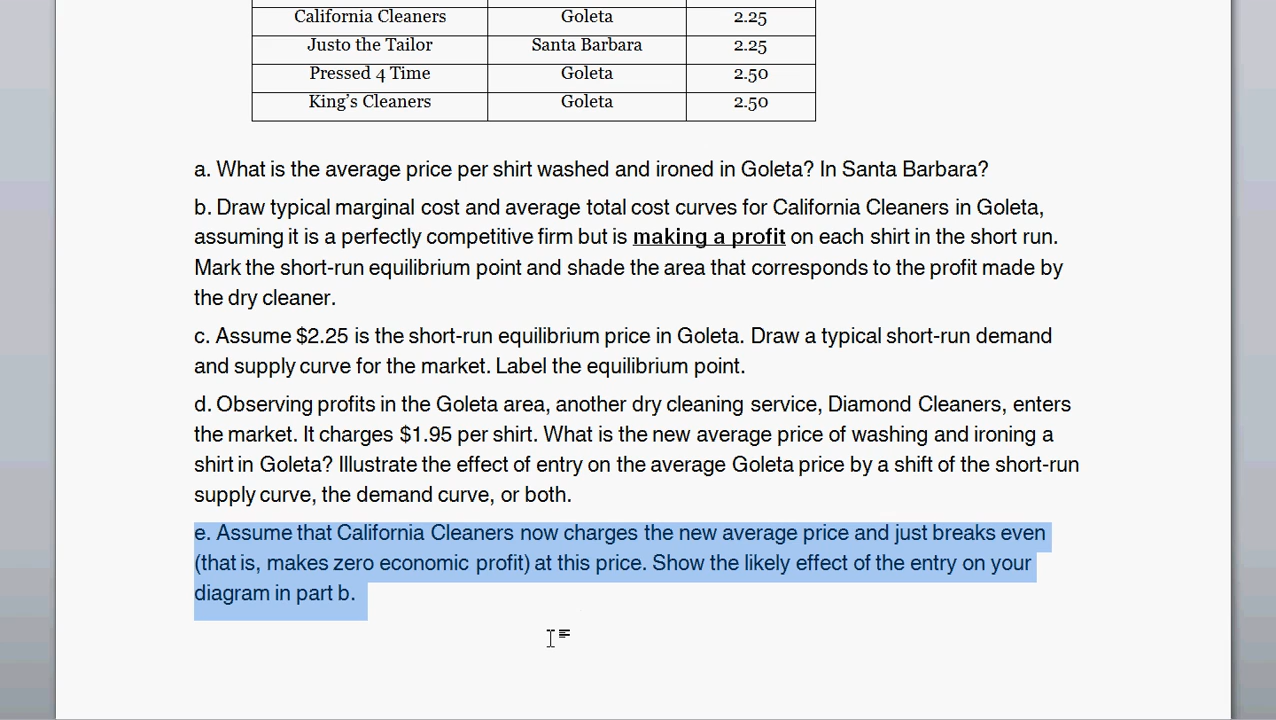 California Cleaners Goleta 2.25
Justo the Tailor Santa Barbara 2.25
Pressed 4 Time Goleta 2.50
King's Cleaners Goleta 2.50
a. What is the average price per shirt washed and ironed in Goleta? In Santa Barbara?
b. Draw typical marginal cost and average total cost curves for California Cleaners in Goleta,
assuming it is a perfectly competitive firm but is making a profit on each shirt in the short run.
Mark the short-run equilibrium point and shade the area that corresponds to the profit made by
the dry cleaner.
c. Assume $2.25 is the short-run equilibrium price in Goleta. Draw a typical short-run demand
and supply curve for the market. Label the equilibrium point.
d. Observing profits in the Goleta area, another dry cleaning service, Diamond Cleaners, enters
the market. It charges $1.95 per shirt. What is the new average price of washing and ironing a
shirt in Goleta? Illustrate the effect of entry on the average Goleta price by a shift of the short-run
supply curve, the demand curve, or both.
e. Assume that California Cleaners now charges the new average price and just breaks even
(that is, makes zero economic profit) at this price. Show the likely effect of the entry on your
diagram in part b.